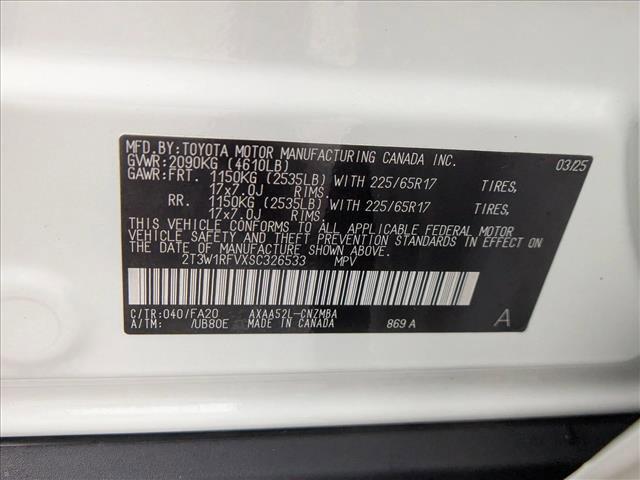 MFD.BY:TOYOTA MOTOR MANUFACTURING CANADA INC. 03/25
GVWR:2090KG (4610LB)
GAWR:FRT. 1150KG (2535LB) WITH 225/65R17 TIRES,
17x7.0J RIMS.
RR. 1150KG (2535LB) WITH 225/65R17 TIRES,
17x7.0J RIMS.
THIS VEHICLE CONFORMS TO ALL APPLICABLE FEDERAL MOTOR
VEHICLE SAFETY, BUMPER, AND THEFT PREVENTION STANDARDS IN EFFECT
ON THE DATE OF MANUFACTURE SHOWN ABOVE.
2T3W1RFVXSC326533 MPV
C/TR:040/FA20 AXAA52L-CNZMBA
A/TM: /UB80E MADE IN CANADA 869 A A